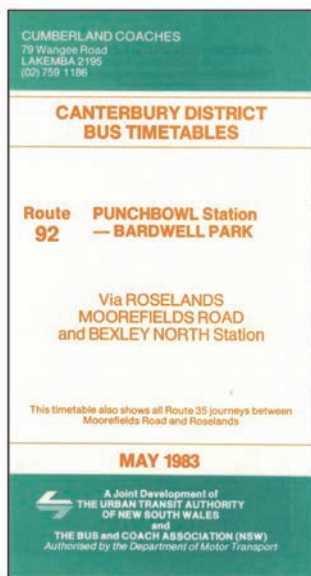 CUMBERLAND COACHES
79 Wangee Road
LAKEMBA 2195
(02) 759 1186
CANTERBURY DISTRICT
BUS TIMETABLES
Route
92
PUNCHBOWL Station
— BARDWELL PARK
Via ROSELANDS
MOOREFIELDS ROAD
and BEXLEY NORTH Station
This timetable also shows all Route 35 journeys between
Moorefields Road and Roselands
MAY 1983
A Joint Development of
THE URBAN TRANSIT AUTHORITY
OF NEW SOUTH WALES
and
THE BUS and COACH ASSOCIATION (NSW)
Authorised by the Department of Motor Transport